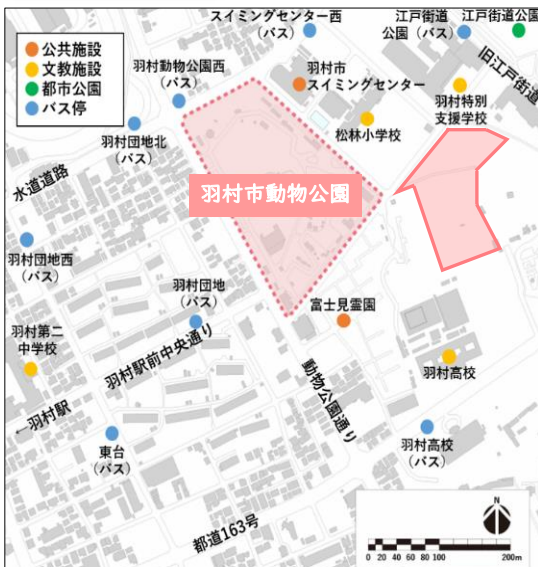 公共施設
文教施設
都市公園
バス停
スイミングセンター西
(バス)
江戸街道
公園(バス)
江戸街道公園
旧江戸街道
羽村動物公園西
(バス)
羽村市
スイミングセンター
羽村特別
支援学校
松林小学校
羽村団地北
(バス)
水道道路
羽村市動物公園
羽村団地西
(バス)
羽村団地
(バス)
富士見霊園
羽村第二
中学校
羽村駅前中央通り
動物公園通り
羽村高校
←羽村駅
東台
(バス)
羽村高校
(バス)
都道163号
N
0 20 40 60 80 100 200m